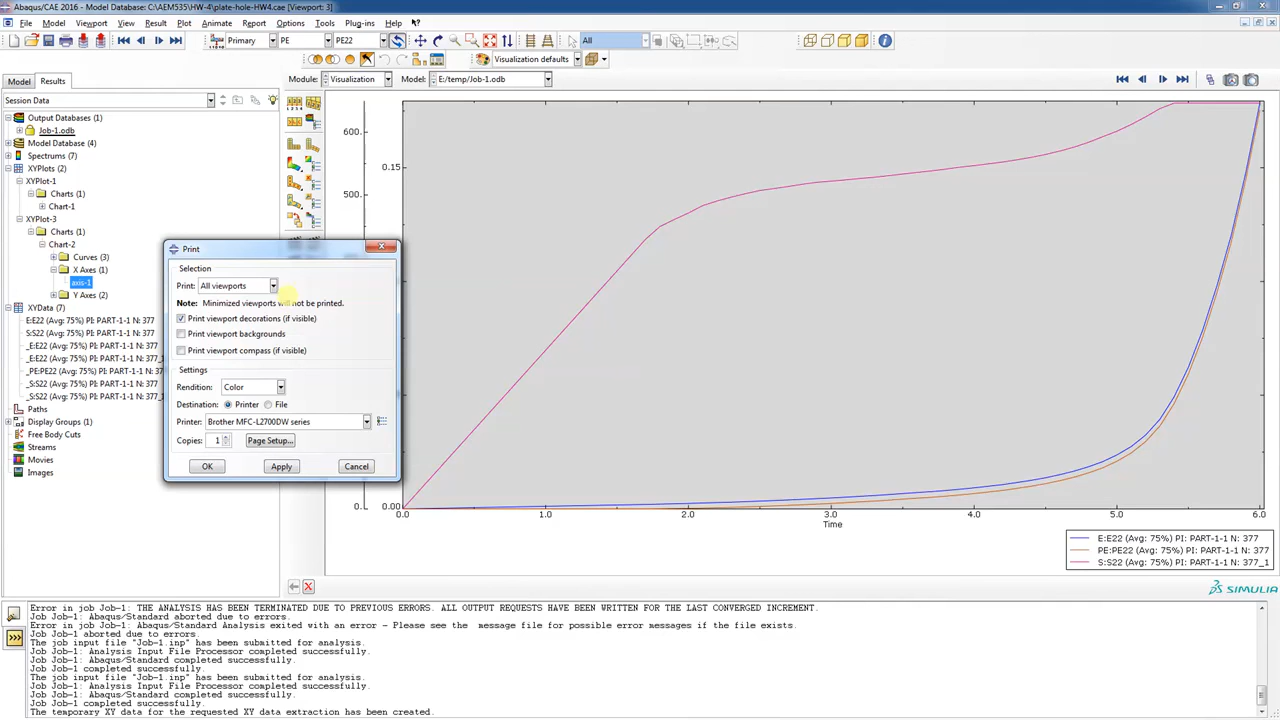 Abaqus/CAE 2016 - Model Database: C:\AEM535\HW-4\plate-hole-HW4.cae [Viewport: 3]
File Model Viewport View Result Plot Animate Report Options Tools Plug-ins Help
Primary PE PE22 All
Visualization defaults
Model Results Module: Visualization Model: E:/temp/Job-1.odb
Session Data
Output Databases (1)
Job-1.odb
Model Database (4)
Spectrums (7)
XYPlots (2)
XYPlot-1
Charts (1)
Chart-1
XYPlot-3
Charts (1)
Chart-2
Curves (3)
X Axes (1)
axis-1
Y Axes (2)
XYData (7)
E:E22 (Avg: 75%) PI: PART-1-1 N: 377
S:S22 (Avg: 75%) PI: PART-1-1 N: 377
_E:E22 (Avg: 75%) PI: PART-1-1 N: 377
_E:E22 (Avg: 75%) PI: PART-1-1 N: 377_1
_PE:PE22 (Avg: 75%) PI: PART-1-1 N: 377
_S:S22 (Avg: 75%) PI: PART-1-1 N: 377
_S:S22 (Avg: 75%) PI: PART-1-1 N: 377_1
Paths
Display Groups (1)
Free Body Cuts
Streams
Movies
Images
Print
Selection
Print: All viewports
Note: Minimized viewports will not be printed.
Print viewport decorations (if visible)
Print viewport backgrounds
Print viewport compass (if visible)
Settings
Rendition: Color
Destination: Printer File
Printer: Brother MFC-L2700DW series
Copies: 1 Page Setup...
OK Apply Cancel
600.
0.15
500.
0. 0.00
0.0 1.0 2.0 3.0 4.0 5.0 6.0
Time
E:E22 (Avg: 75%) PI: PART-1-1 N: 377
PE:PE22 (Avg: 75%) PI: PART-1-1 N: 377
S:S22 (Avg: 75%) PI: PART-1-1 N: 377_1
SIMULIA
Error in job Job-1: THE ANALYSIS HAS BEEN TERMINATED DUE TO PREVIOUS ERRORS. ALL OUTPUT REQUESTS HAVE BEEN WRITTEN FOR THE LAST CONVERGED INCREMENT.
Job Job-1: Abaqus/Standard aborted due to errors.
Error in job Job-1: Abaqus/Standard Analysis exited with an error - Please see the  message file for possible error messages if the file exists.
Job Job-1 aborted due to errors.
The job input file "Job-1.inp" has been submitted for analysis.
Job Job-1: Analysis Input File Processor completed successfully.
Job Job-1: Abaqus/Standard completed successfully.
Job Job-1 completed successfully.
The job input file "Job-1.inp" has been submitted for analysis.
Job Job-1: Analysis Input File Processor completed successfully.
Job Job-1: Abaqus/Standard completed successfully.
Job Job-1 completed successfully.
The temporary XY data for the requested XY data extraction has been created.